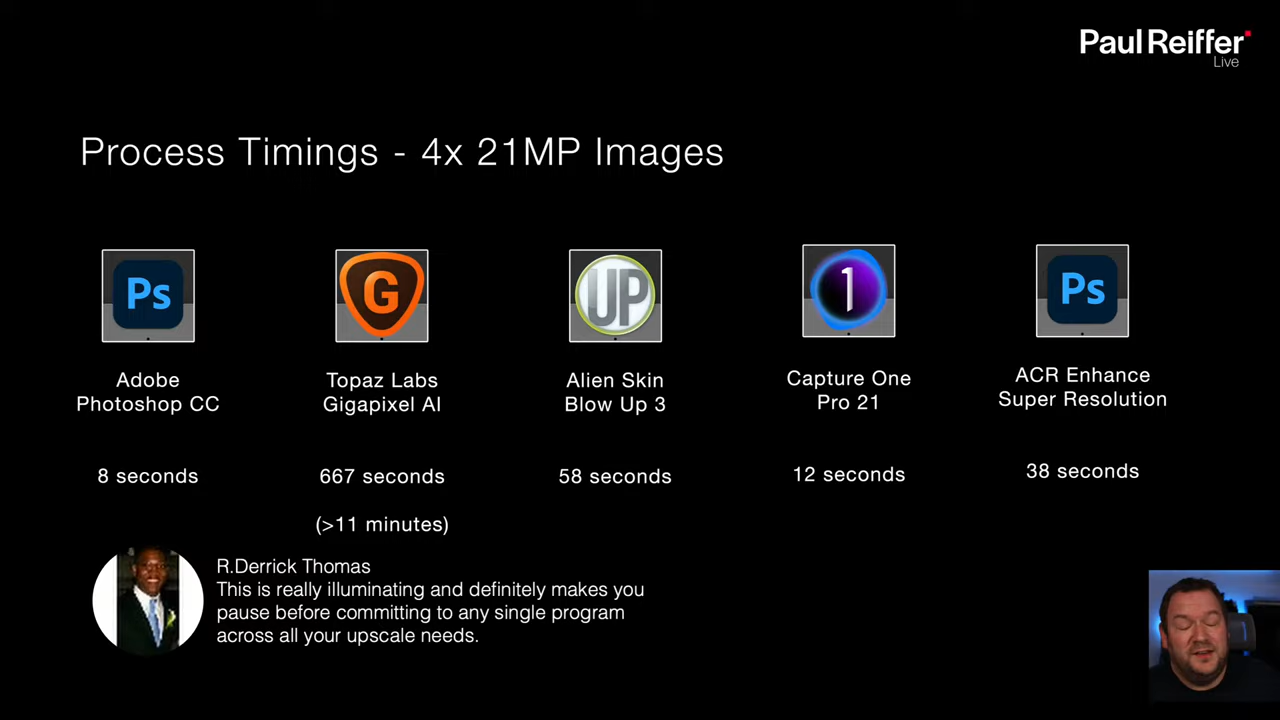 Paul Reiffer
Live
Process Timings - 4x 21MP Images
Ps
G
UP
1
Ps
Adobe
Photoshop CC
Topaz Labs
Gigapixel AI
Alien Skin
Blow Up 3
Capture One
Pro 21
ACR Enhance
Super Resolution
8 seconds
667 seconds
58 seconds
12 seconds
38 seconds
(>11 minutes)
R.Derrick Thomas
This is really illuminating and definitely makes you
pause before committing to any single program
across all your upscale needs.